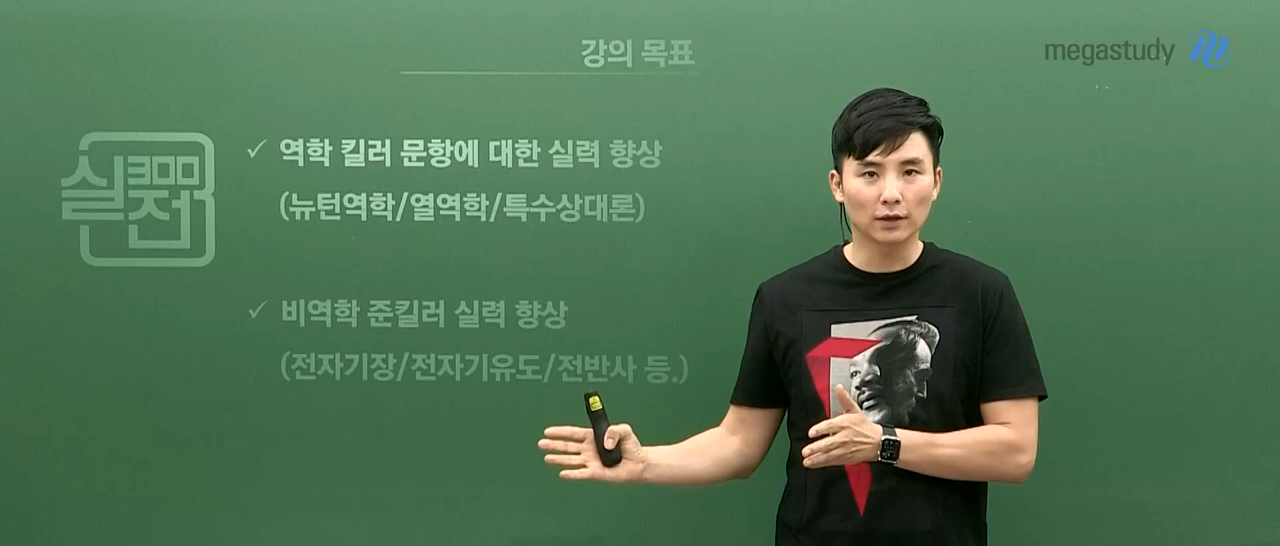 강의 목표
megastudy
실전
300
✓ 역학 킬러 문항에 대한 실력 향상
(뉴턴역학/열역학/특수상대론)
✓ 비역학 준킬러 실력 향상
(전자기장/전자기유도/전반사 등.)